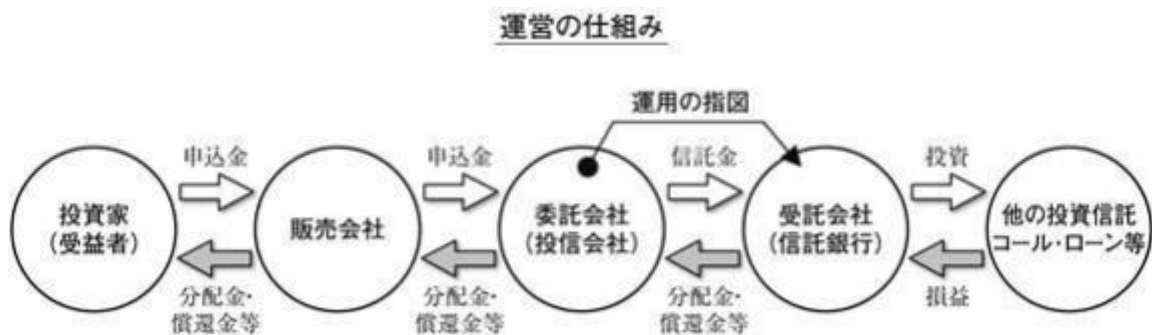 運営の仕組み
運用の指図
申込金
申込金
信託金
投資
投資家
(受益者)
販売会社
委託会社
(投信会社)
受託会社
(信託銀行)
他の投資信託
コール・ローン等
分配金・
償還金等
分配金・
償還金等
分配金・
償還金等
損益